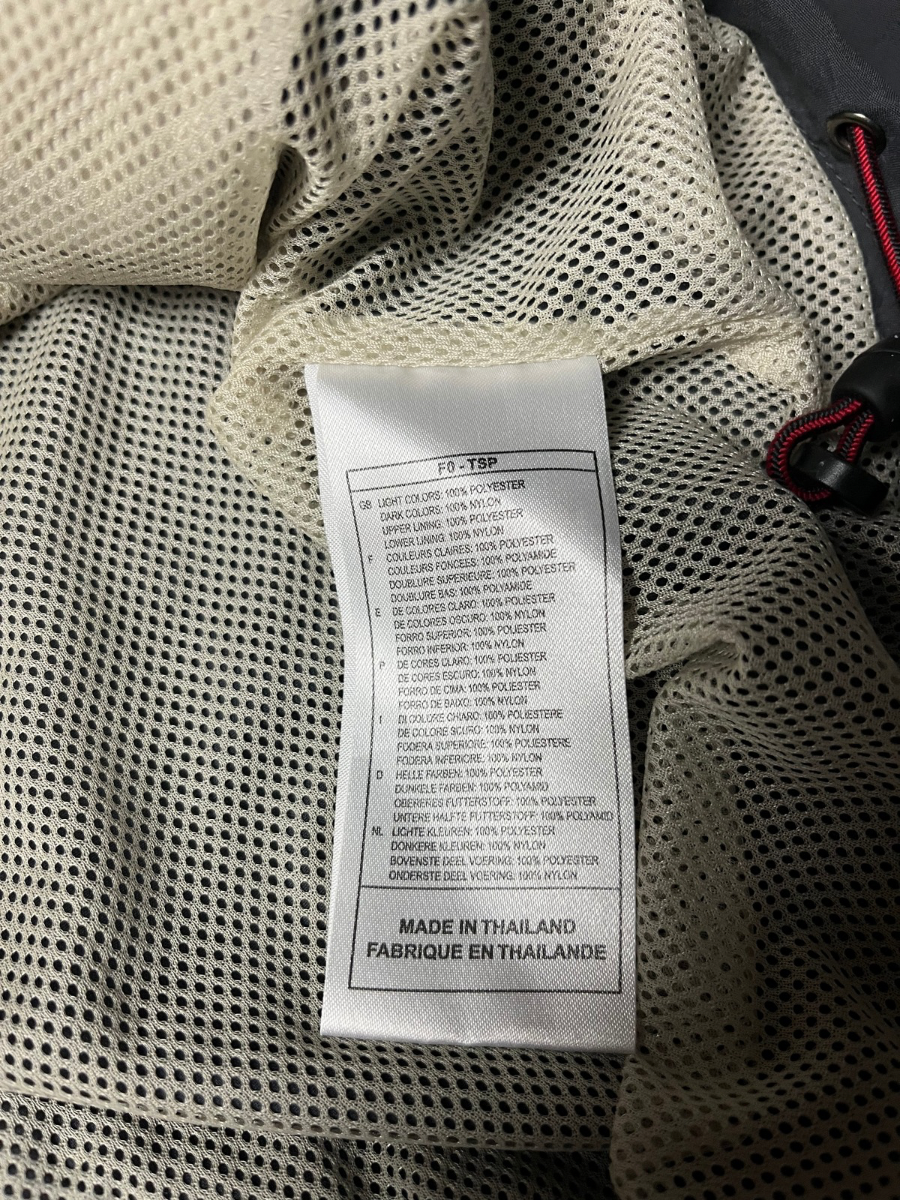 F0 - TSP
GB LIGHT COLORS: 100% POLYESTER
DARK COLORS: 100% NYLON
UPPER LINING: 100% POLYESTER
LOWER LINING: 100% NYLON
F COULEURS CLAIRES: 100% POLYESTER
COULEURS FONCEES: 100% POLYAMIDE
DOUBLURE SUPERIEURE: 100% POLYESTER
DOUBLURE BAS: 100% POLYAMIDE
E DE COLORES CLARO: 100% POLIESTER
DE COLORES OSCURO: 100% NYLON
FORRO SUPERIOR: 100% POLIESTER
FORRO INFERIOR: 100% NYLON
P DE CORES CLARO: 100% POLIESTER
DE CORES ESCURO: 100% NYLON
FORRO DE CIMA: 100% POLIESTER
FORRO DE BAIXO: 100% NYLON
I DI COLORE CHIARO: 100% POLIESTERE
DE COLORE SCURO: 100% NYLON
FODERA SUPERIORE: 100% POLIESTERE
FODERA INFERIORE: 100% NYLON
D HELLE FARBEN: 100% POLYESTER
DUNKELE FARBEN: 100% POLYAMID
OBERERES FUTTERSTOFF: 100% POLYESTER
UNTERE HALFTE FUTTERSTOFF: 100% POLYAMID
NL LICHTE KLEUREN: 100% POLYESTER
DONKERE KLEUREN: 100% NYLON
BOVENSTE DEEL VOERING: 100% POLYESTER
ONDERSTE DEEL VOERING: 100% NYLON
MADE IN THAILAND
FABRIQUE EN THAILANDE